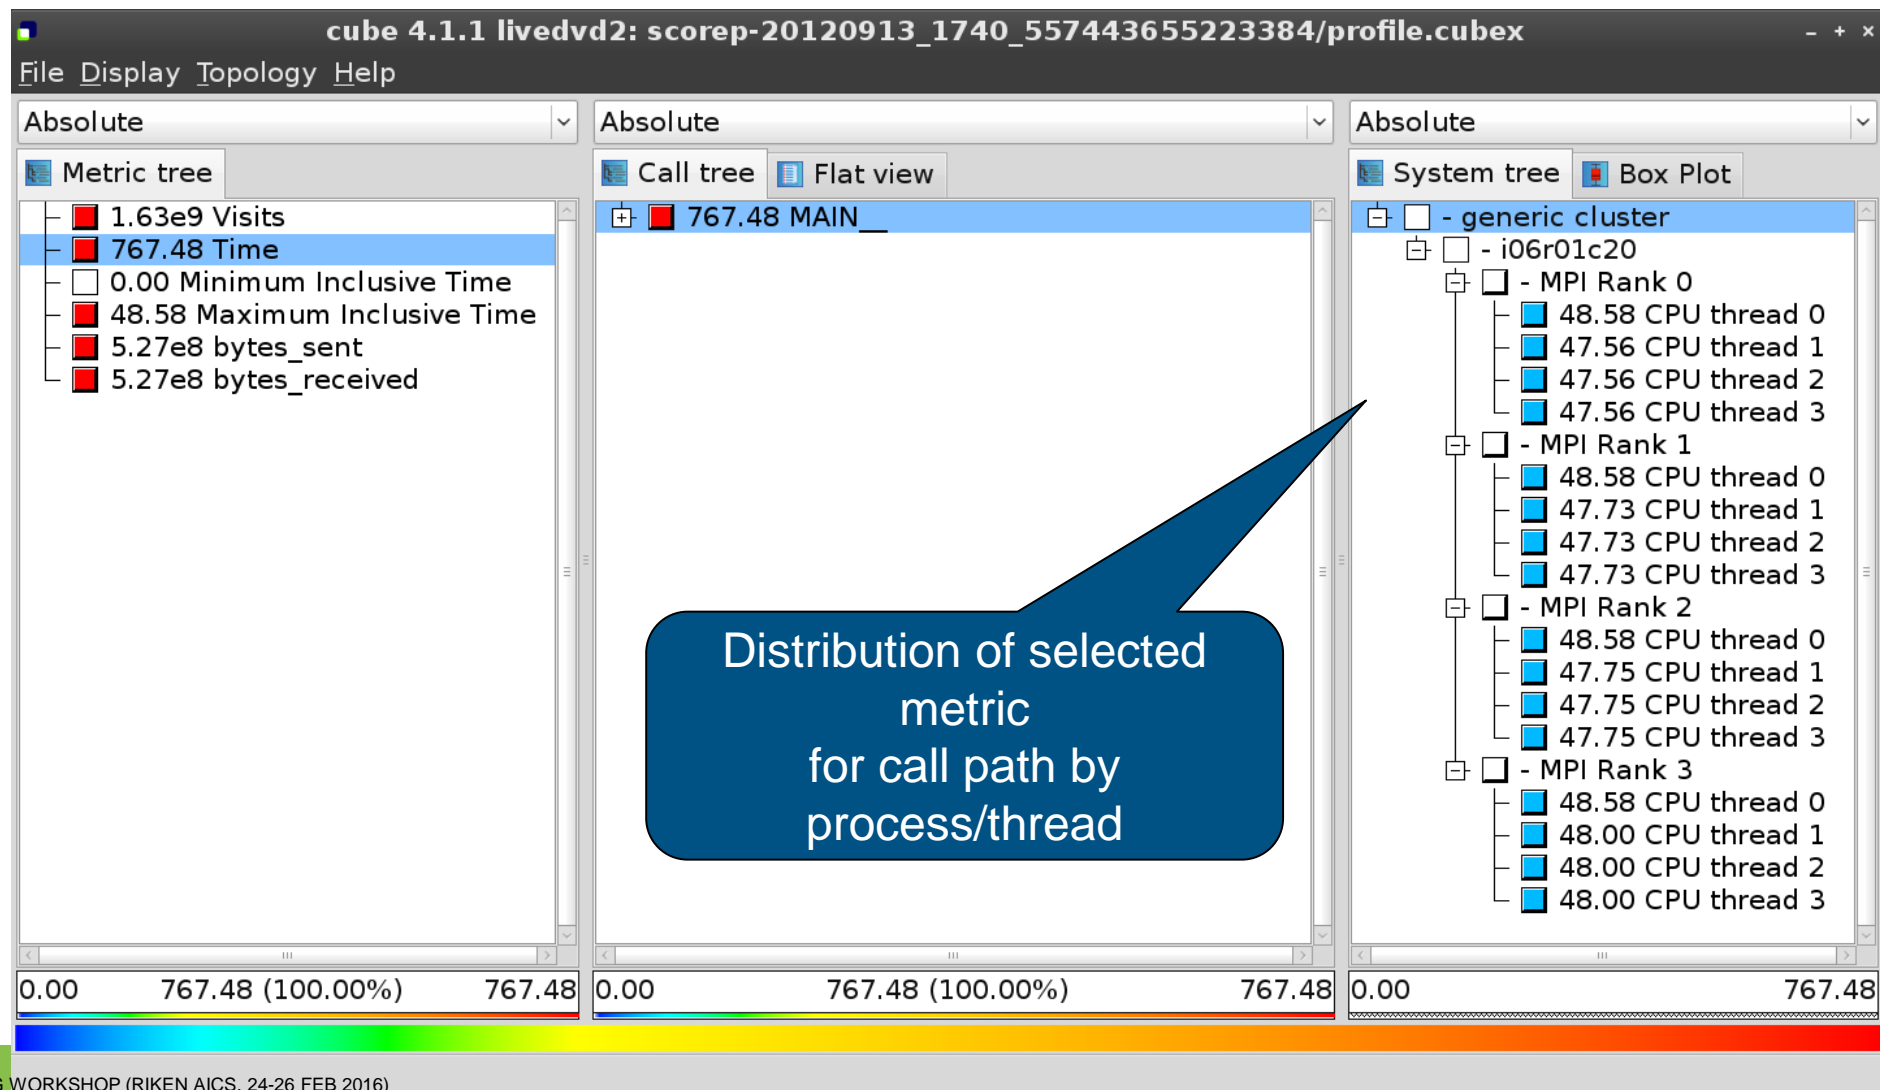 cube 4.1.1 livedvd2: scorep-20120913_1740_557443655223384/profile.cubex
File Display Topology Help
Absolute
Metric tree
1.63e9 Visits
767.48 Time
0.00 Minimum Inclusive Time
48.58 Maximum Inclusive Time
5.27e8 bytes_sent
5.27e8 bytes_received
0.00 767.48 (100.00%) 767.48
Absolute
Call tree Flat view
767.48 MAIN__
Distribution of selected
metric
for call path by
process/thread
0.00 767.48 (100.00%) 767.48
Absolute
System tree Box Plot
- generic cluster
- i06r01c20
- MPI Rank 0
48.58 CPU thread 0
47.56 CPU thread 1
47.56 CPU thread 2
47.56 CPU thread 3
- MPI Rank 1
48.58 CPU thread 0
47.73 CPU thread 1
47.73 CPU thread 2
47.73 CPU thread 3
- MPI Rank 2
48.58 CPU thread 0
47.75 CPU thread 1
47.75 CPU thread 2
47.75 CPU thread 3
- MPI Rank 3
48.58 CPU thread 0
48.00 CPU thread 1
48.00 CPU thread 2
48.00 CPU thread 3
0.00 767.48
WORKSHOP (RIKEN AICS, 24-26 FEB 2016)